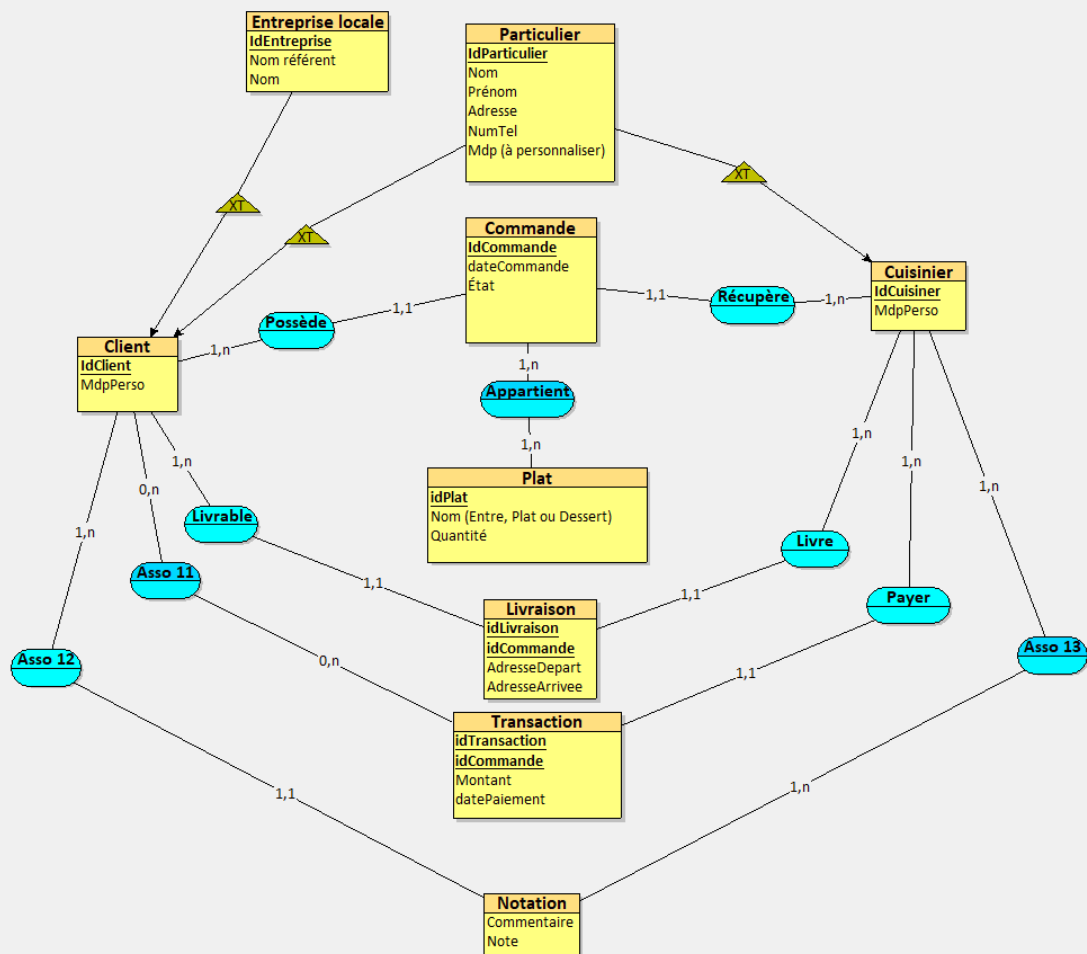 Entreprise locale
IdEntreprise
Nom référent
Nom
Particulier
IdParticulier
Nom
Prénom
Adresse
NumTel
Mdp (à personnaliser)
XT
XT
XT
Commande
IdCommande
dateCommande
État
Cuisinier
IdCuisiner
MdpPerso
Possède
1,1
1,n
Récupère
1,1
1,n
Client
IdClient
MdpPerso
1,n
Appartient
1,n
Plat
idPlat
Nom (Entre, Plat ou Dessert)
Quantité
1,n
0,n
1,n
Livrable
1,n
1,n
1,n
Livre
Asso 11
1,1
1,1
Payer
Livraison
idLivraison
idCommande
AdresseDepart
AdresseArrivee
Asso 12
0,n
1,1
Asso 13
Transaction
idTransaction
idCommande
Montant
datePaiement
1,1
1,n
Notation
Commentaire
Note